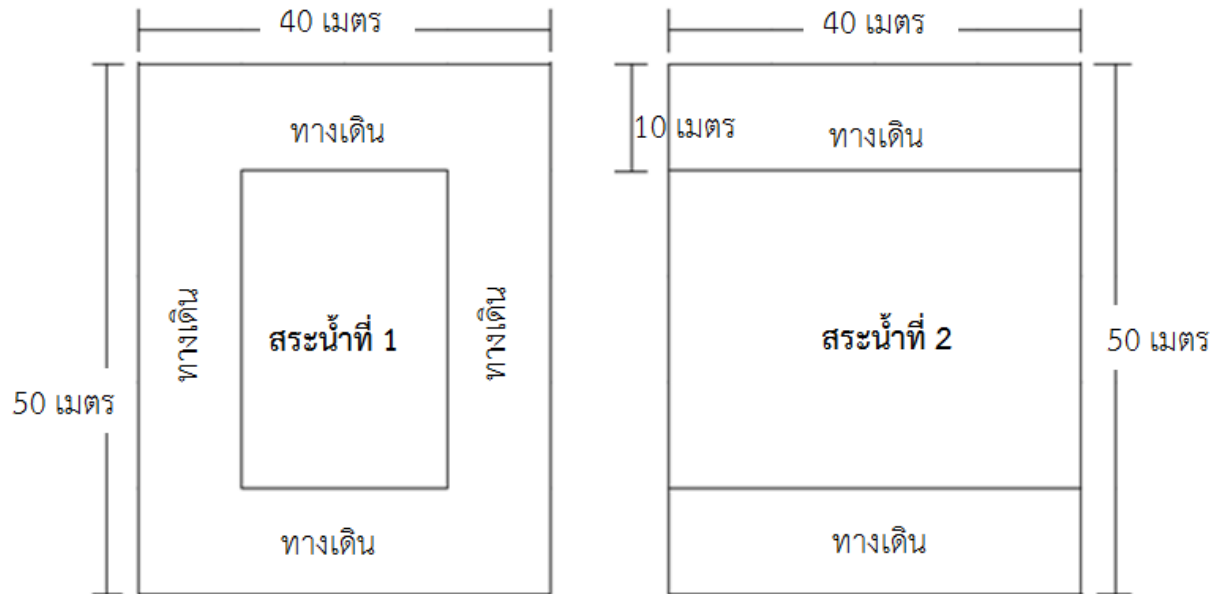 40 เมตร
40 เมตร
ทางเดิน
10 เมตร
ทางเดิน
ทางเดิน
สระน้ำที่ 1
ทางเดิน
สระน้ำที่ 2
50 เมตร
50 เมตร
ทางเดิน
ทางเดิน